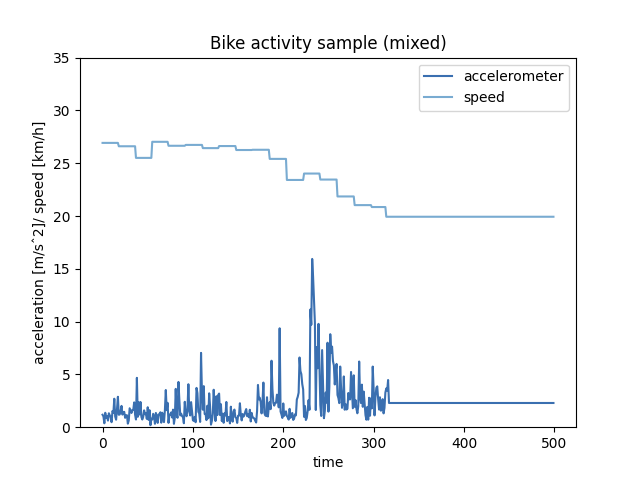 Bike activity sample (mixed)
35
30
25
20
15
10
5
0
acceleration [m/s^2]/ speed [km/h]
accelerometer
speed
0
100
200
300
400
500
time